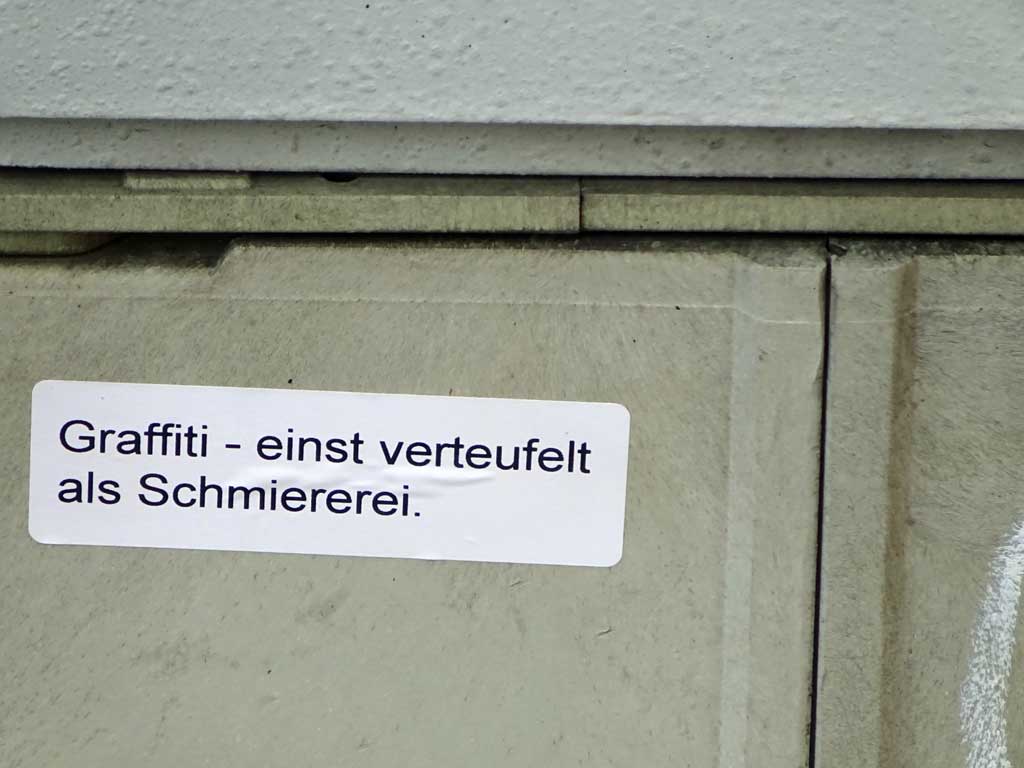 Graffiti - einst verteufelt
als Schmiererei.